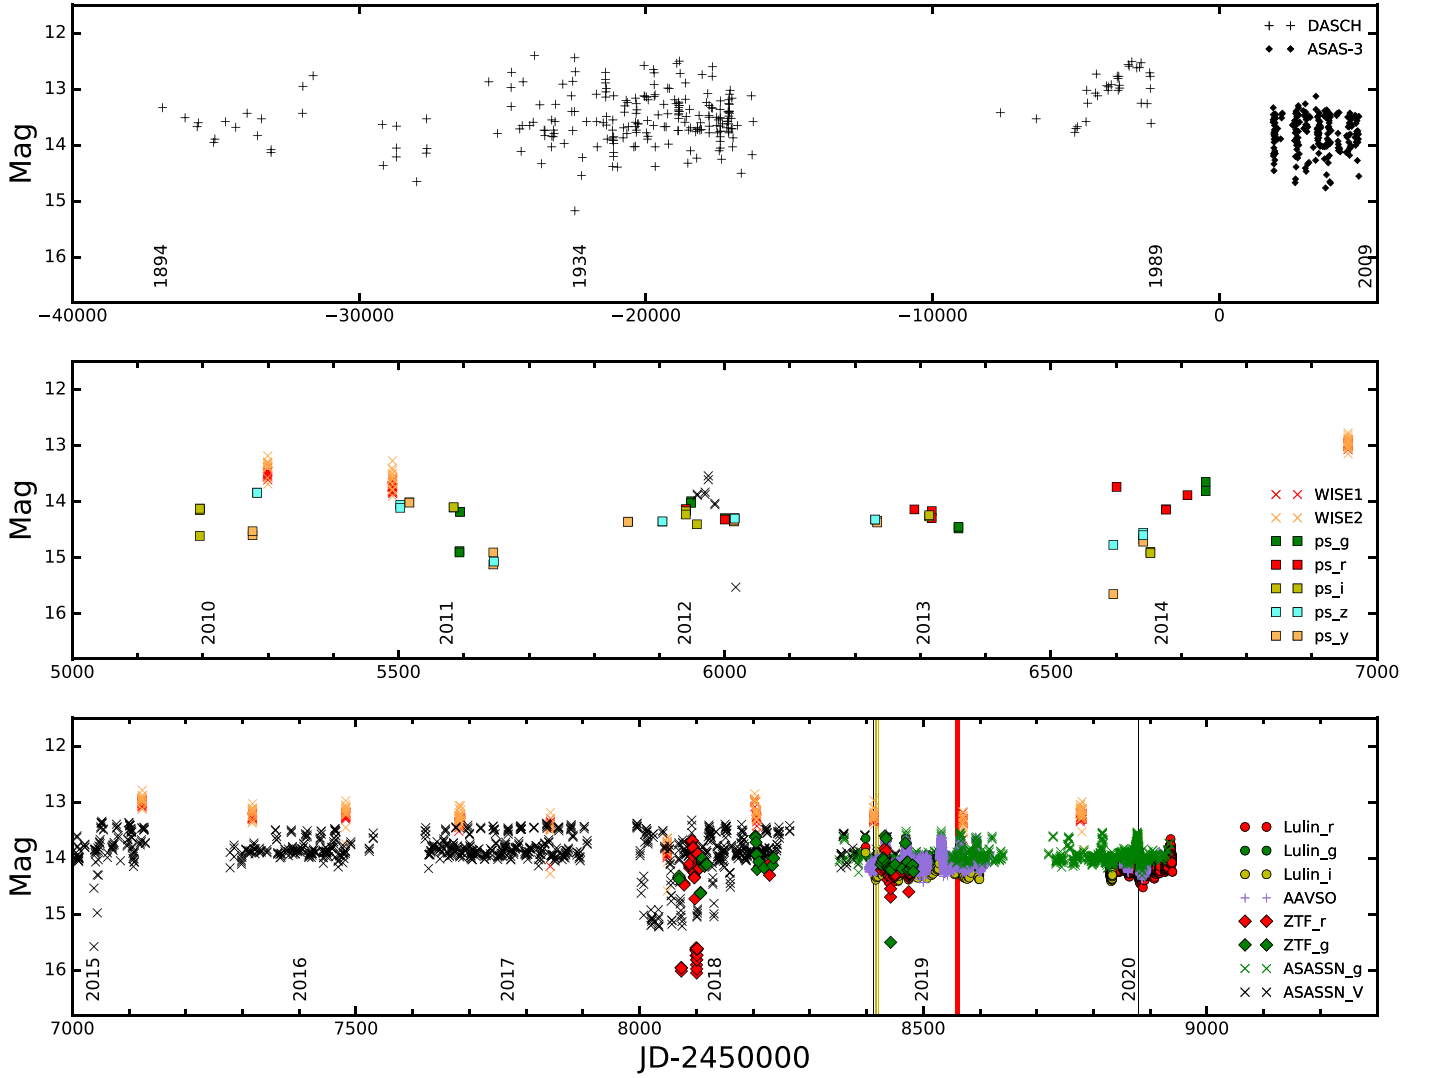 12
13
14
15
16
Mag
DASCH
ASAS-3
1894
1934
1989
2009
−40000 −30000 −20000 −10000 0
12
13
14
15
16
Mag
WISE1
WISE2
ps_g
ps_r
ps_i
ps_z
ps_y
2010
2011
2012
2013
2014
5000 5500 6000 6500 7000
12
13
14
15
16
Mag
Lulin_r
Lulin_g
Lulin_i
AAVSO
ZTF_r
ZTF_g
ASASSN_g
ASASSN_V
2015
2016
2017
2018
2019
2020
7000 7500 8000 8500 9000
JD-2450000